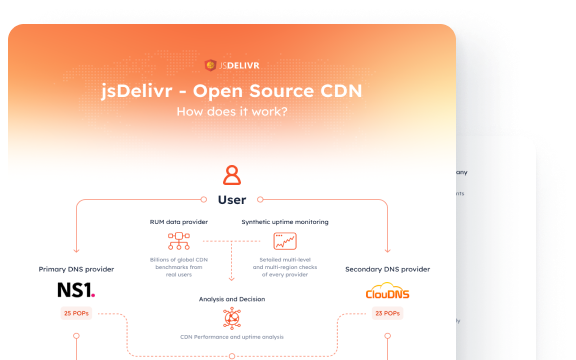 JSDELIVR
jsDelivr - Open Source CDN
How does it work?
User
RUM data provider
Synthetic uptime monitoring
Billions of global CDN
benchmarks from
real users
Detailed multi-level
and multi-region checks
of every provider
Primary DNS provider
Secondary DNS provider
NS1.
ClouDNS
Analysis and Decision
25 POPs
23 POPs
CDN Performance and uptime analysis